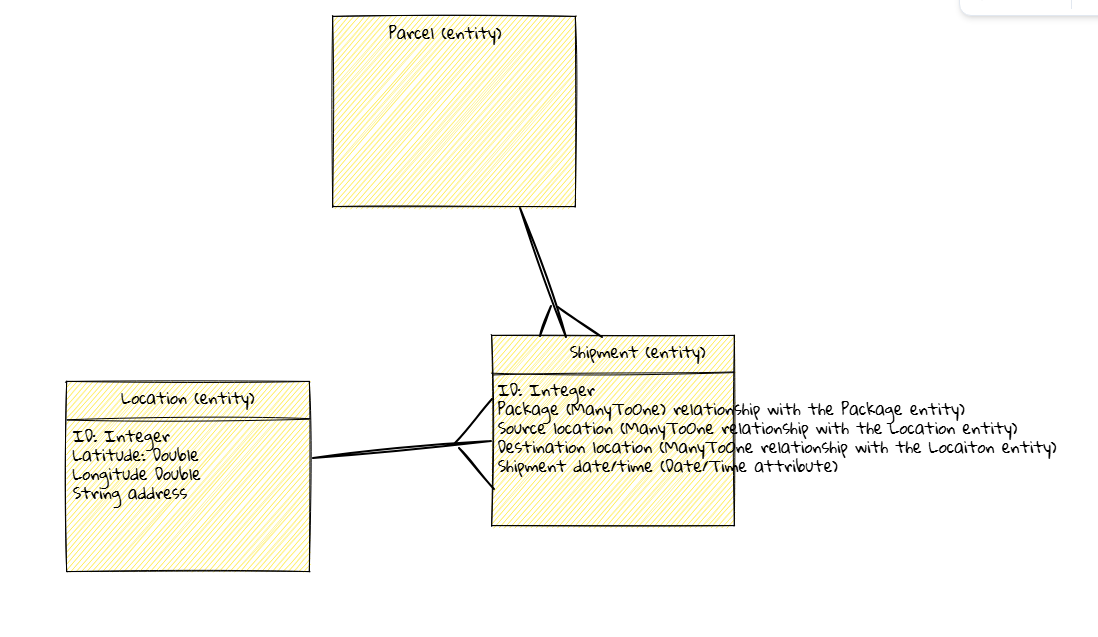 Parcel (entity)
Shipment (entity)
ID: Integer
Package (ManyToOne) relationship with the Package entity)
Source location (ManyToOne relationship with the Location entity)
Destination location (ManyToOne relationship with the Locaiton entity)
Shipment date/time (Date/Time attribute)
Location (entity)
ID: Integer
Latitude: Double
Longitude Double
String address